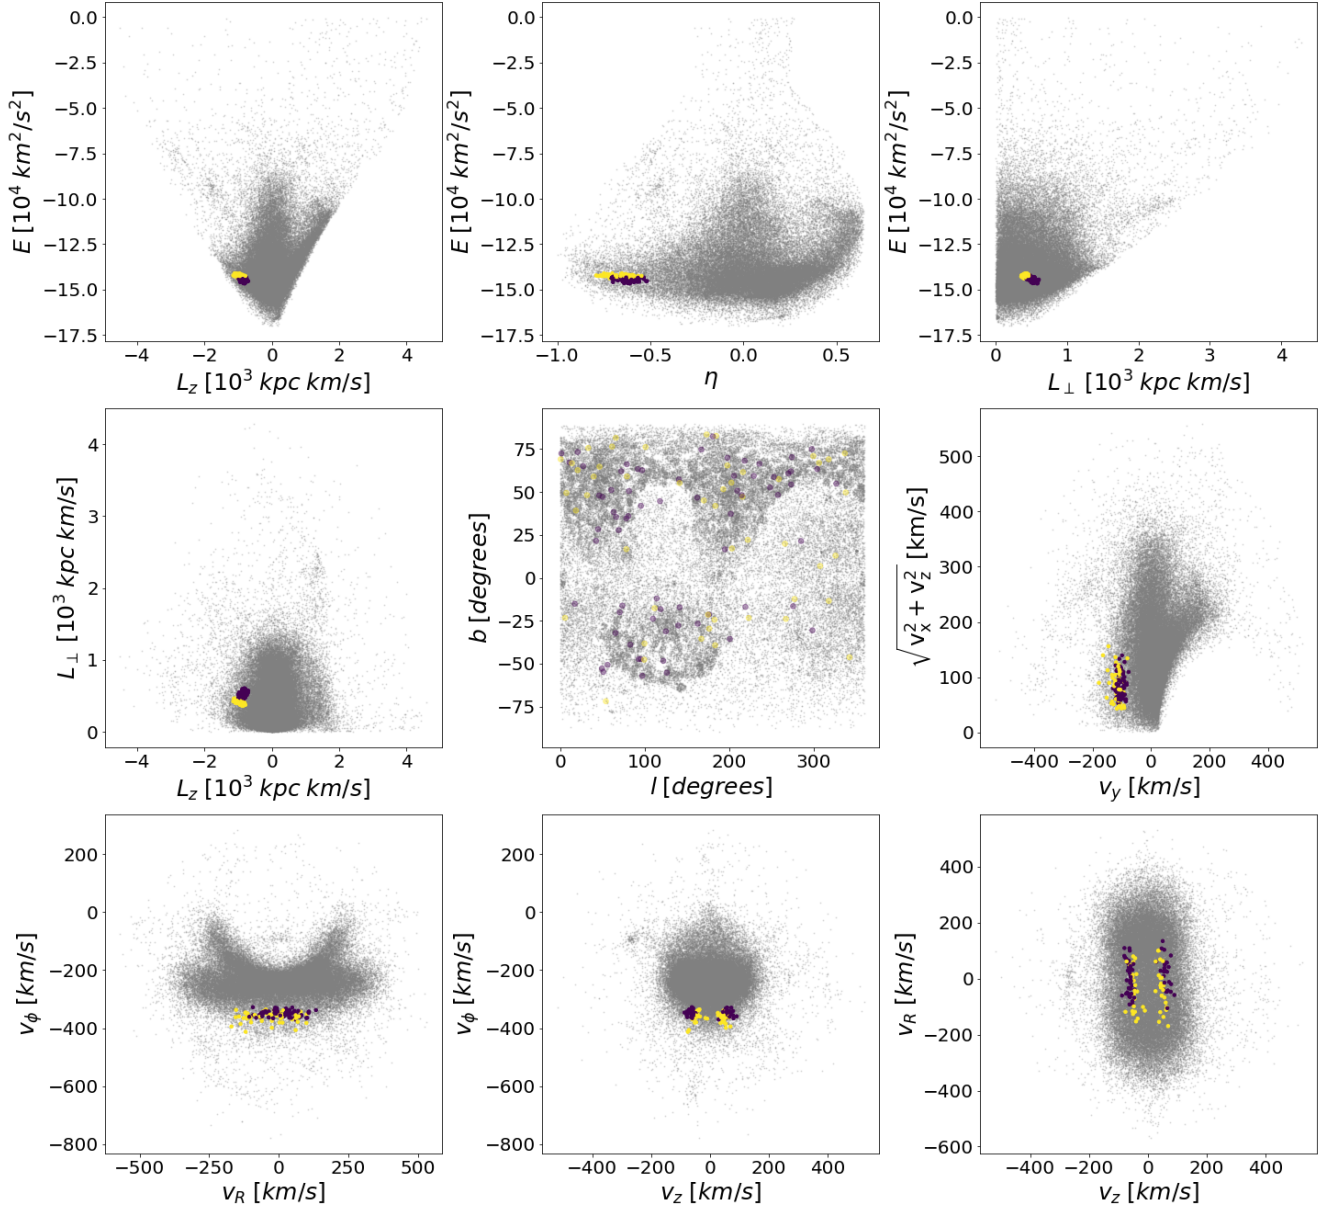 0.0
−2.5
−5.0
−7.5
−10.0
−12.5
−15.0
−17.5
E [10⁴ km²/s²]
−4 −2 0 2 4
L_z [10³ kpc km/s]
0.0
−2.5
−5.0
−7.5
−10.0
−12.5
−15.0
−17.5
E [10⁴ km²/s²]
−1.0 −0.5 0.0 0.5
η
0.0
−2.5
−5.0
−7.5
−10.0
−12.5
−15.0
−17.5
E [10⁴ km²/s²]
0 1 2 3 4
L_⊥ [10³ kpc km/s]
4
3
2
1
0
L_⊥ [10³ kpc km/s]
−4 −2 0 2 4
L_z [10³ kpc km/s]
75
50
25
0
−25
−50
−75
b [degrees]
0 100 200 300
l [degrees]
500
400
300
200
100
0
√v_x² + v_z² [km/s]
−400 −200 0 200 400
v_y [km/s]
200
0
−200
−400
−600
−800
v_ϕ [km/s]
−500 −250 0 250 500
v_R [km/s]
200
0
−200
−400
−600
−800
v_ϕ [km/s]
−400 −200 0 200 400
v_z [km/s]
400
200
0
−200
−400
−600
v_R [km/s]
−400 −200 0 200 400
v_z [km/s]